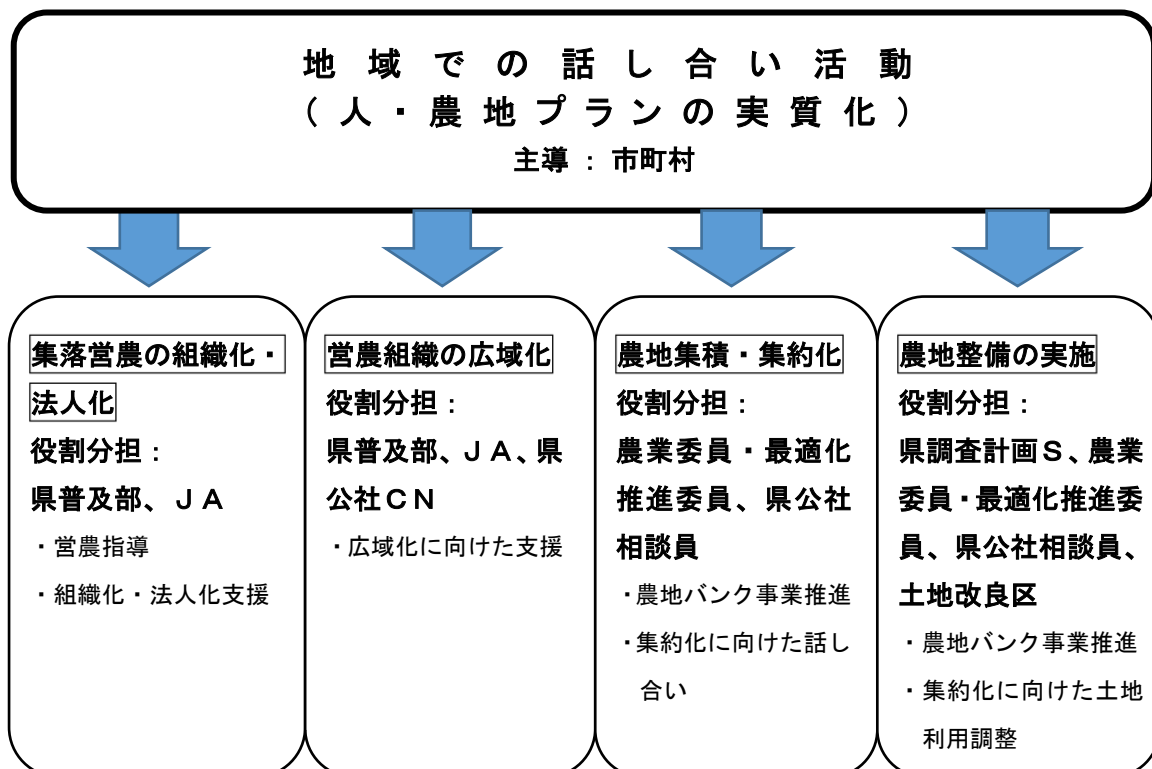 地域での話し合い活動
（人・農地プランの実質化）
主導：市町村
集落営農の組織化・
法人化
役割分担：
県普及部、ＪＡ
・営農指導
・組織化・法人化支援
営農組織の広域化
役割分担：
県普及部、ＪＡ、県
公社ＣＮ
・広域化に向けた支援
農地集積・集約化
役割分担：
農業委員・最適化
推進委員、県公社
相談員
・農地バンク事業推進
・集約化に向けた話し
合い
農地整備の実施
役割分担：
県調査計画Ｓ、農業
委員・最適化推進委
員、県公社相談員、
土地改良区
・農地バンク事業推進
・集約化に向けた土地
利用調整